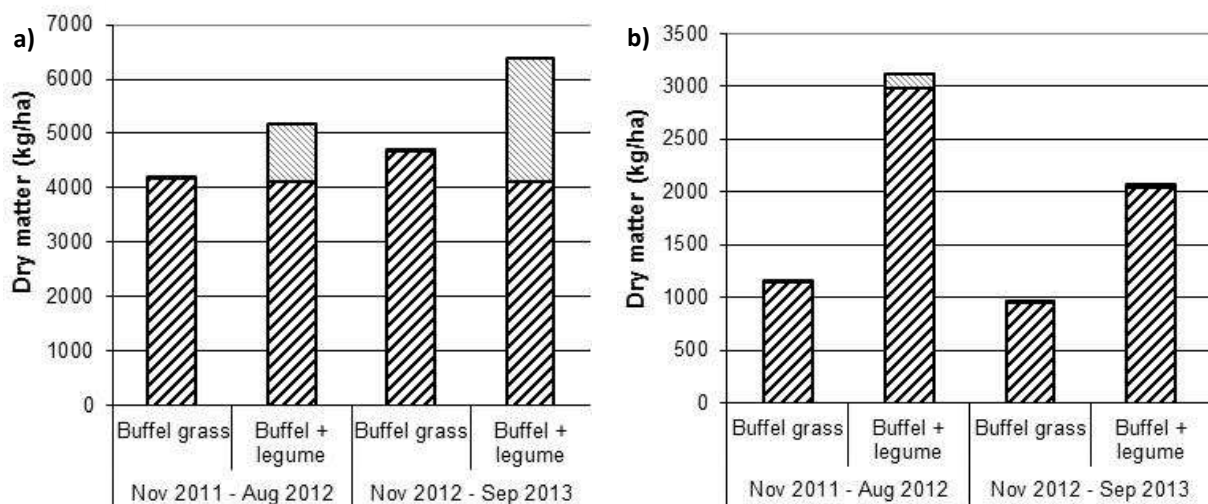 a)
Dry matter (kg/ha)
7000
6000
5000
4000
3000
2000
1000
0
Buffel grass
Buffel +
legume
Buffel grass
Buffel +
legume
Nov 2011 - Aug 2012
Nov 2012 - Sep 2013
b)
Dry matter (kg/ha)
3500
3000
2500
2000
1500
1000
500
0
Buffel grass
Buffel +
legume
Buffel grass
Buffel +
legume
Nov 2011 - Aug 2012
Nov 2012 - Sep 2013